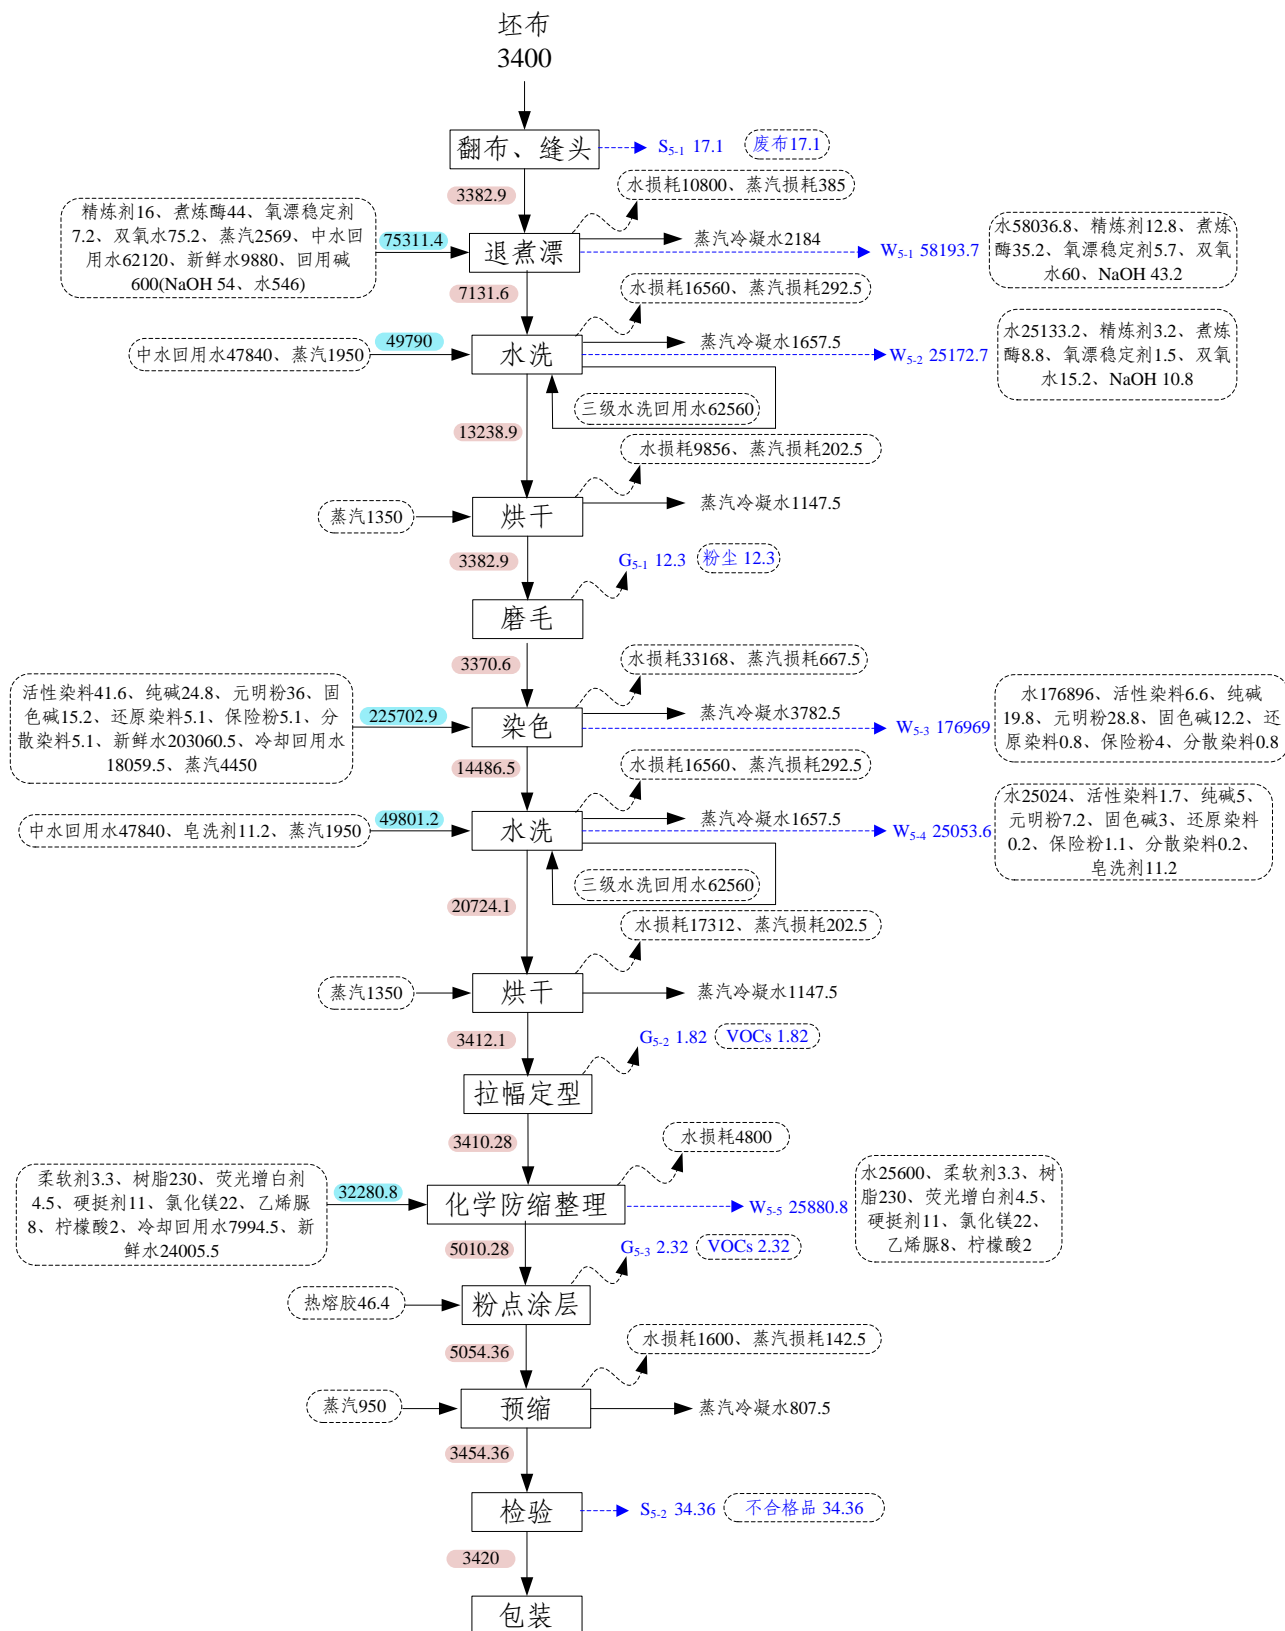 坯布
3400
翻布、缝头
S5-1 17.1
废布17.1
3382.9
水损耗10800、蒸汽损耗385
精炼剂16、煮炼酶44、氧漂稳定剂
7.2、双氧水75.2、蒸汽2569、中水回
用水62120、新鲜水9880、回用碱
600(NaOH 54、水546)
75311.4
退煮漂
蒸汽冷凝水2184
W5-1 58193.7
水58036.8、精炼剂12.8、煮炼
酶35.2、氧漂稳定剂5.7、双氧
水60、NaOH 43.2
7131.6
水损耗16560、蒸汽损耗292.5
中水回用水47840、蒸汽1950
49790
水洗
蒸汽冷凝水1657.5
W5-2 25172.7
水25133.2、精炼剂3.2、煮炼
酶8.8、氧漂稳定剂1.5、双氧
水15.2、NaOH 10.8
三级水洗回用水62560
13238.9
水损耗9856、蒸汽损耗202.5
蒸汽1350
烘干
蒸汽冷凝水1147.5
3382.9
G5-1 12.3
粉尘 12.3
磨毛
3370.6
水损耗33168、蒸汽损耗667.5
活性染料41.6、纯碱24.8、元明粉36、固
色碱15.2、还原染料5.1、保险粉5.1、分
散染料5.1、新鲜水203060.5、冷却回用水
18059.5、蒸汽4450
225702.9
染色
蒸汽冷凝水3782.5
W5-3 176969
水176896、活性染料6.6、纯碱
19.8、元明粉28.8、固色碱12.2、还
原染料0.8、保险粉4、分散染料0.8
14486.5
水损耗16560、蒸汽损耗292.5
中水回用水47840、皂洗剂11.2、蒸汽1950
49801.2
水洗
蒸汽冷凝水1657.5
W5-4 25053.6
水25024、活性染料1.7、纯碱5、
元明粉7.2、固色碱3、还原染料
0.2、保险粉1.1、分散染料0.2、
皂洗剂11.2
三级水洗回用水62560
20724.1
水损耗17312、蒸汽损耗202.5
蒸汽1350
烘干
蒸汽冷凝水1147.5
3412.1
G5-2 1.82
VOCs 1.82
拉幅定型
3410.28
水损耗4800
柔软剂3.3、树脂230、荧光增白剂
4.5、硬挺剂11、氯化镁22、乙烯脲
8、柠檬酸2、冷却回用水7994.5、新
鲜水24005.5
32280.8
化学防缩整理
W5-5 25880.8
水25600、柔软剂3.3、树
脂230、荧光增白剂4.5、
硬挺剂11、氯化镁22、
乙烯脲8、柠檬酸2
5010.28
G5-3 2.32
VOCs 2.32
热熔胶46.4
粉点涂层
5054.36
水损耗1600、蒸汽损耗142.5
蒸汽950
预缩
蒸汽冷凝水807.5
3454.36
检验
S5-2 34.36
不合格品 34.36
3420
包装